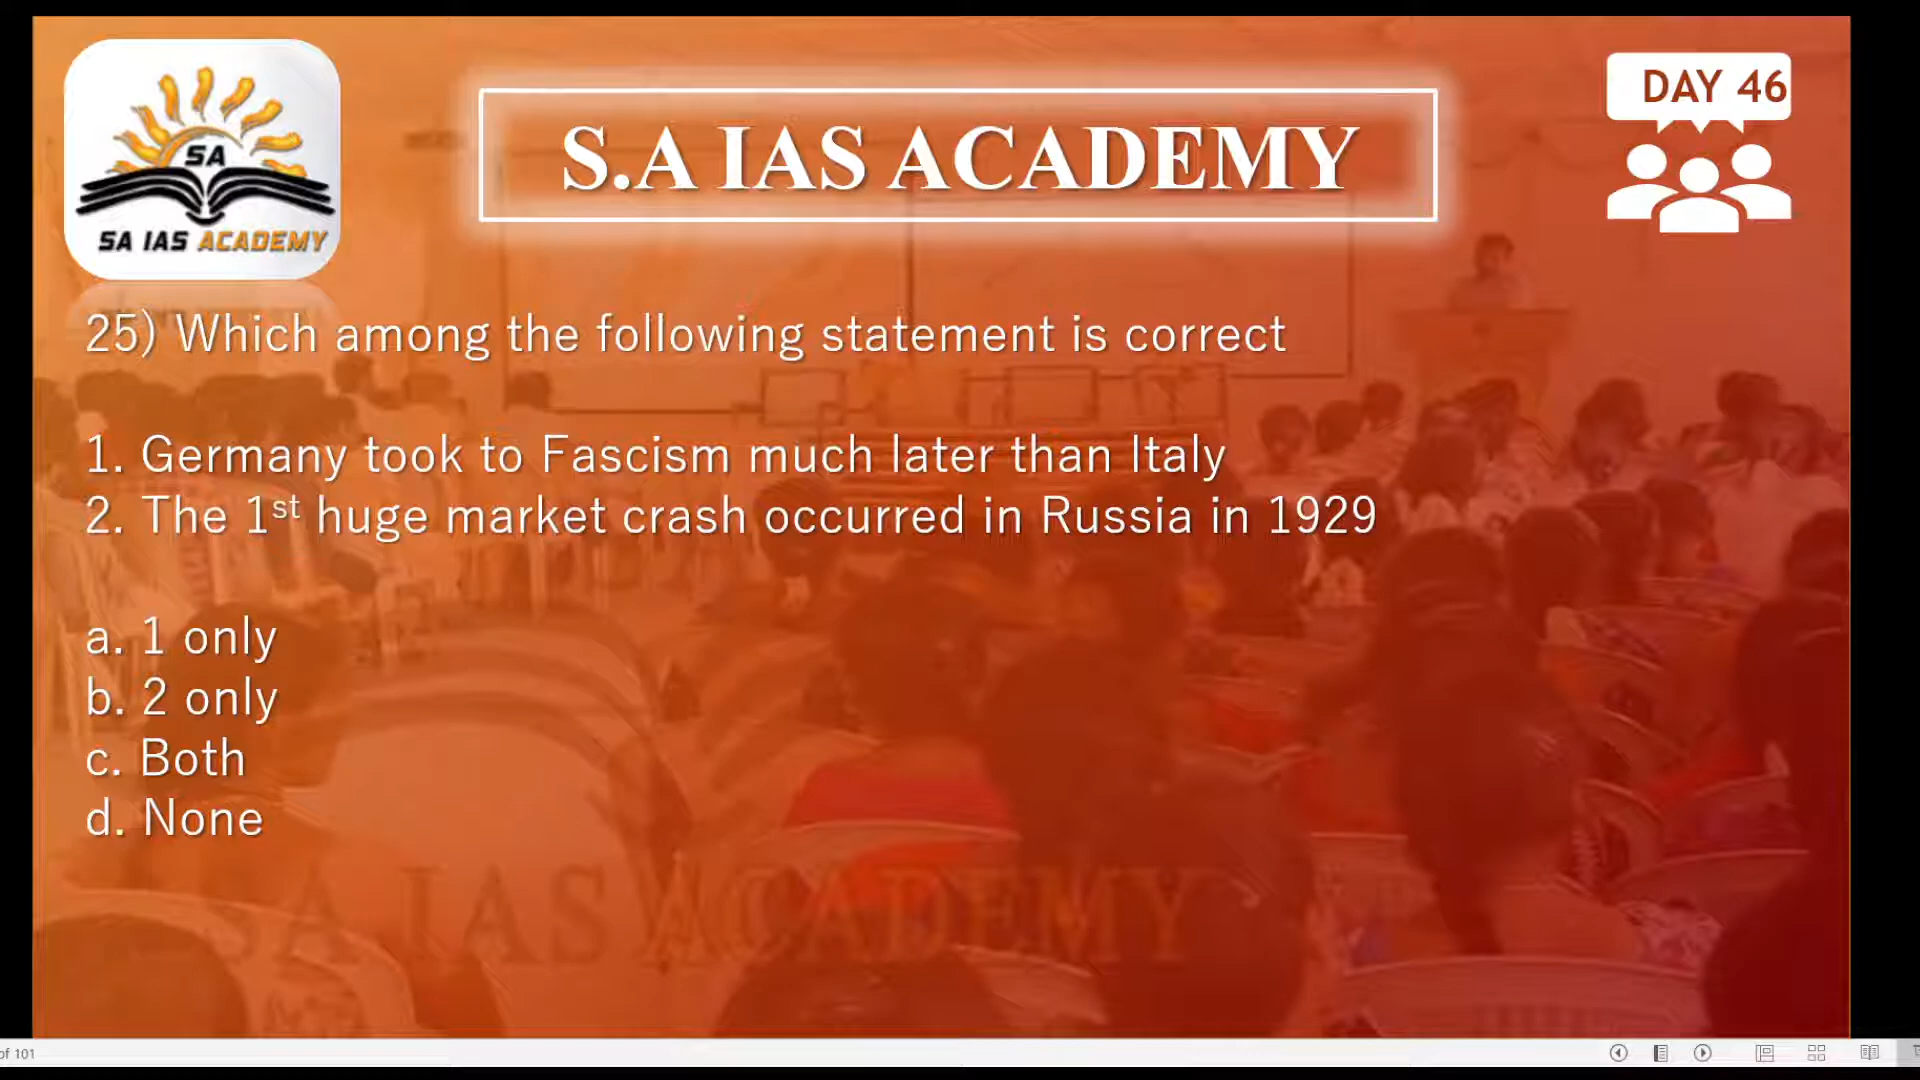 DAY 46
S.A IAS ACADEMY
SA
SA IAS ACADEMY
25) Which among the following statement is correct
1. Germany took to Fascism much later than Italy
2. The 1st huge market crash occurred in Russia in 1929
a. 1 only
b. 2 only
c. Both
d. None
SA IAS ACADEMY
of 101